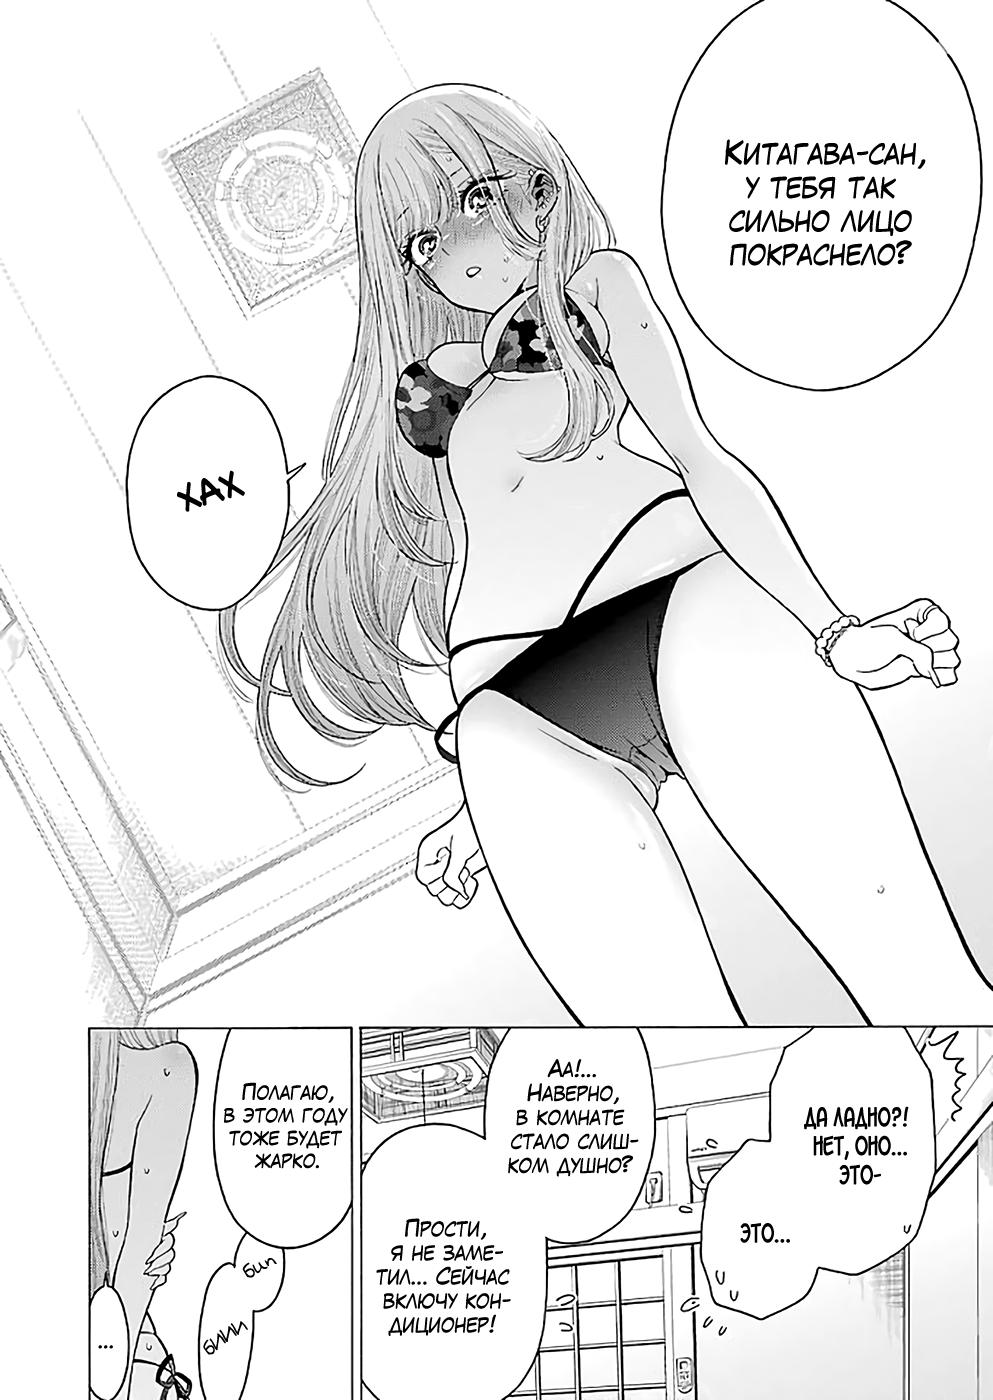 Китагава-сан,
у тебя так
сильно лицо
покраснело?
хах
да ладно?!
нет, оно...
это-
это...
Аа!...
Наверно,
в комнате
стало слиш-
ком душно?
Прости,
я не заме-
тил... Сейчас
включу кон-
диционер!
Полагаю,
в этом году
тоже будет
жарко.
бип
биии
...